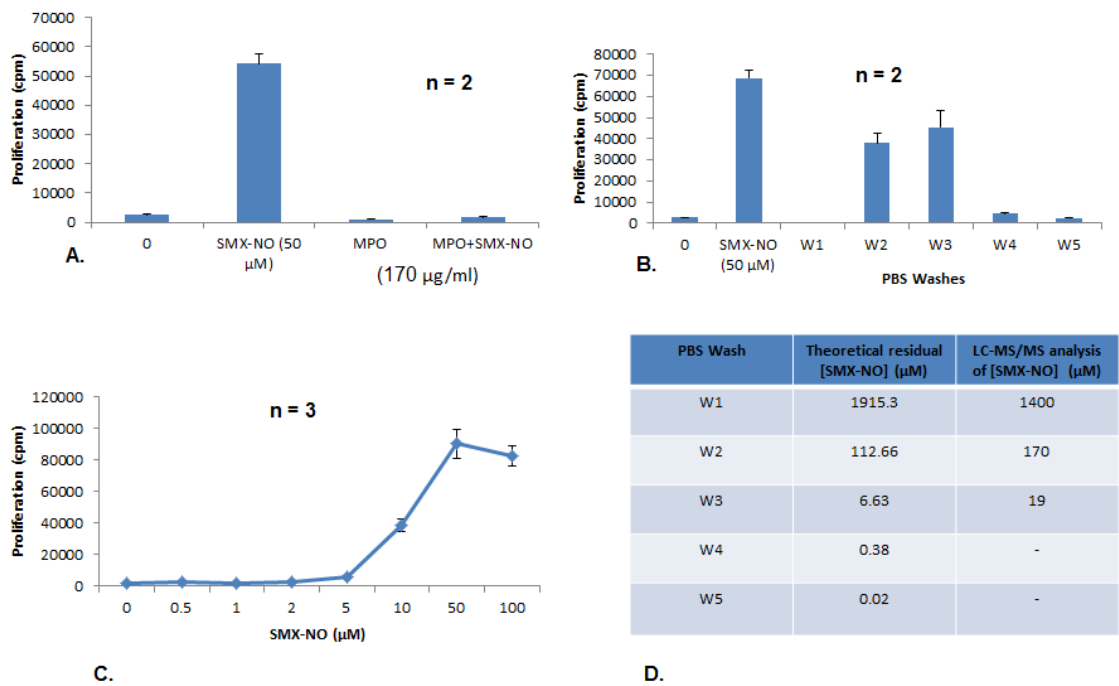 70000
60000
50000
40000
30000
20000
10000
0
Proliferation (cpm)
n = 2
0
SMX-NO (50 µM)
MPO
MPO+SMX-NO
(170 µg/ml)
A.
80000
70000
60000
50000
40000
30000
20000
10000
0
Proliferation (cpm)
n = 2
0
SMX-NO (50 µM)
W1
W2
W3
W4
W5
PBS Washes
B.
120000
100000
80000
60000
40000
20000
0
Proliferation (cpm)
n = 3
0
0.5
1
2
5
10
50
100
SMX-NO (µM)
C.
PBS Wash Theoretical residual [SMX-NO] (µM) LC-MS/MS analysis of [SMX-NO] (µM)
W1 1915.3 1400
W2 112.66 170
W3 6.63 19
W4 0.38 -
W5 0.02 -
D.